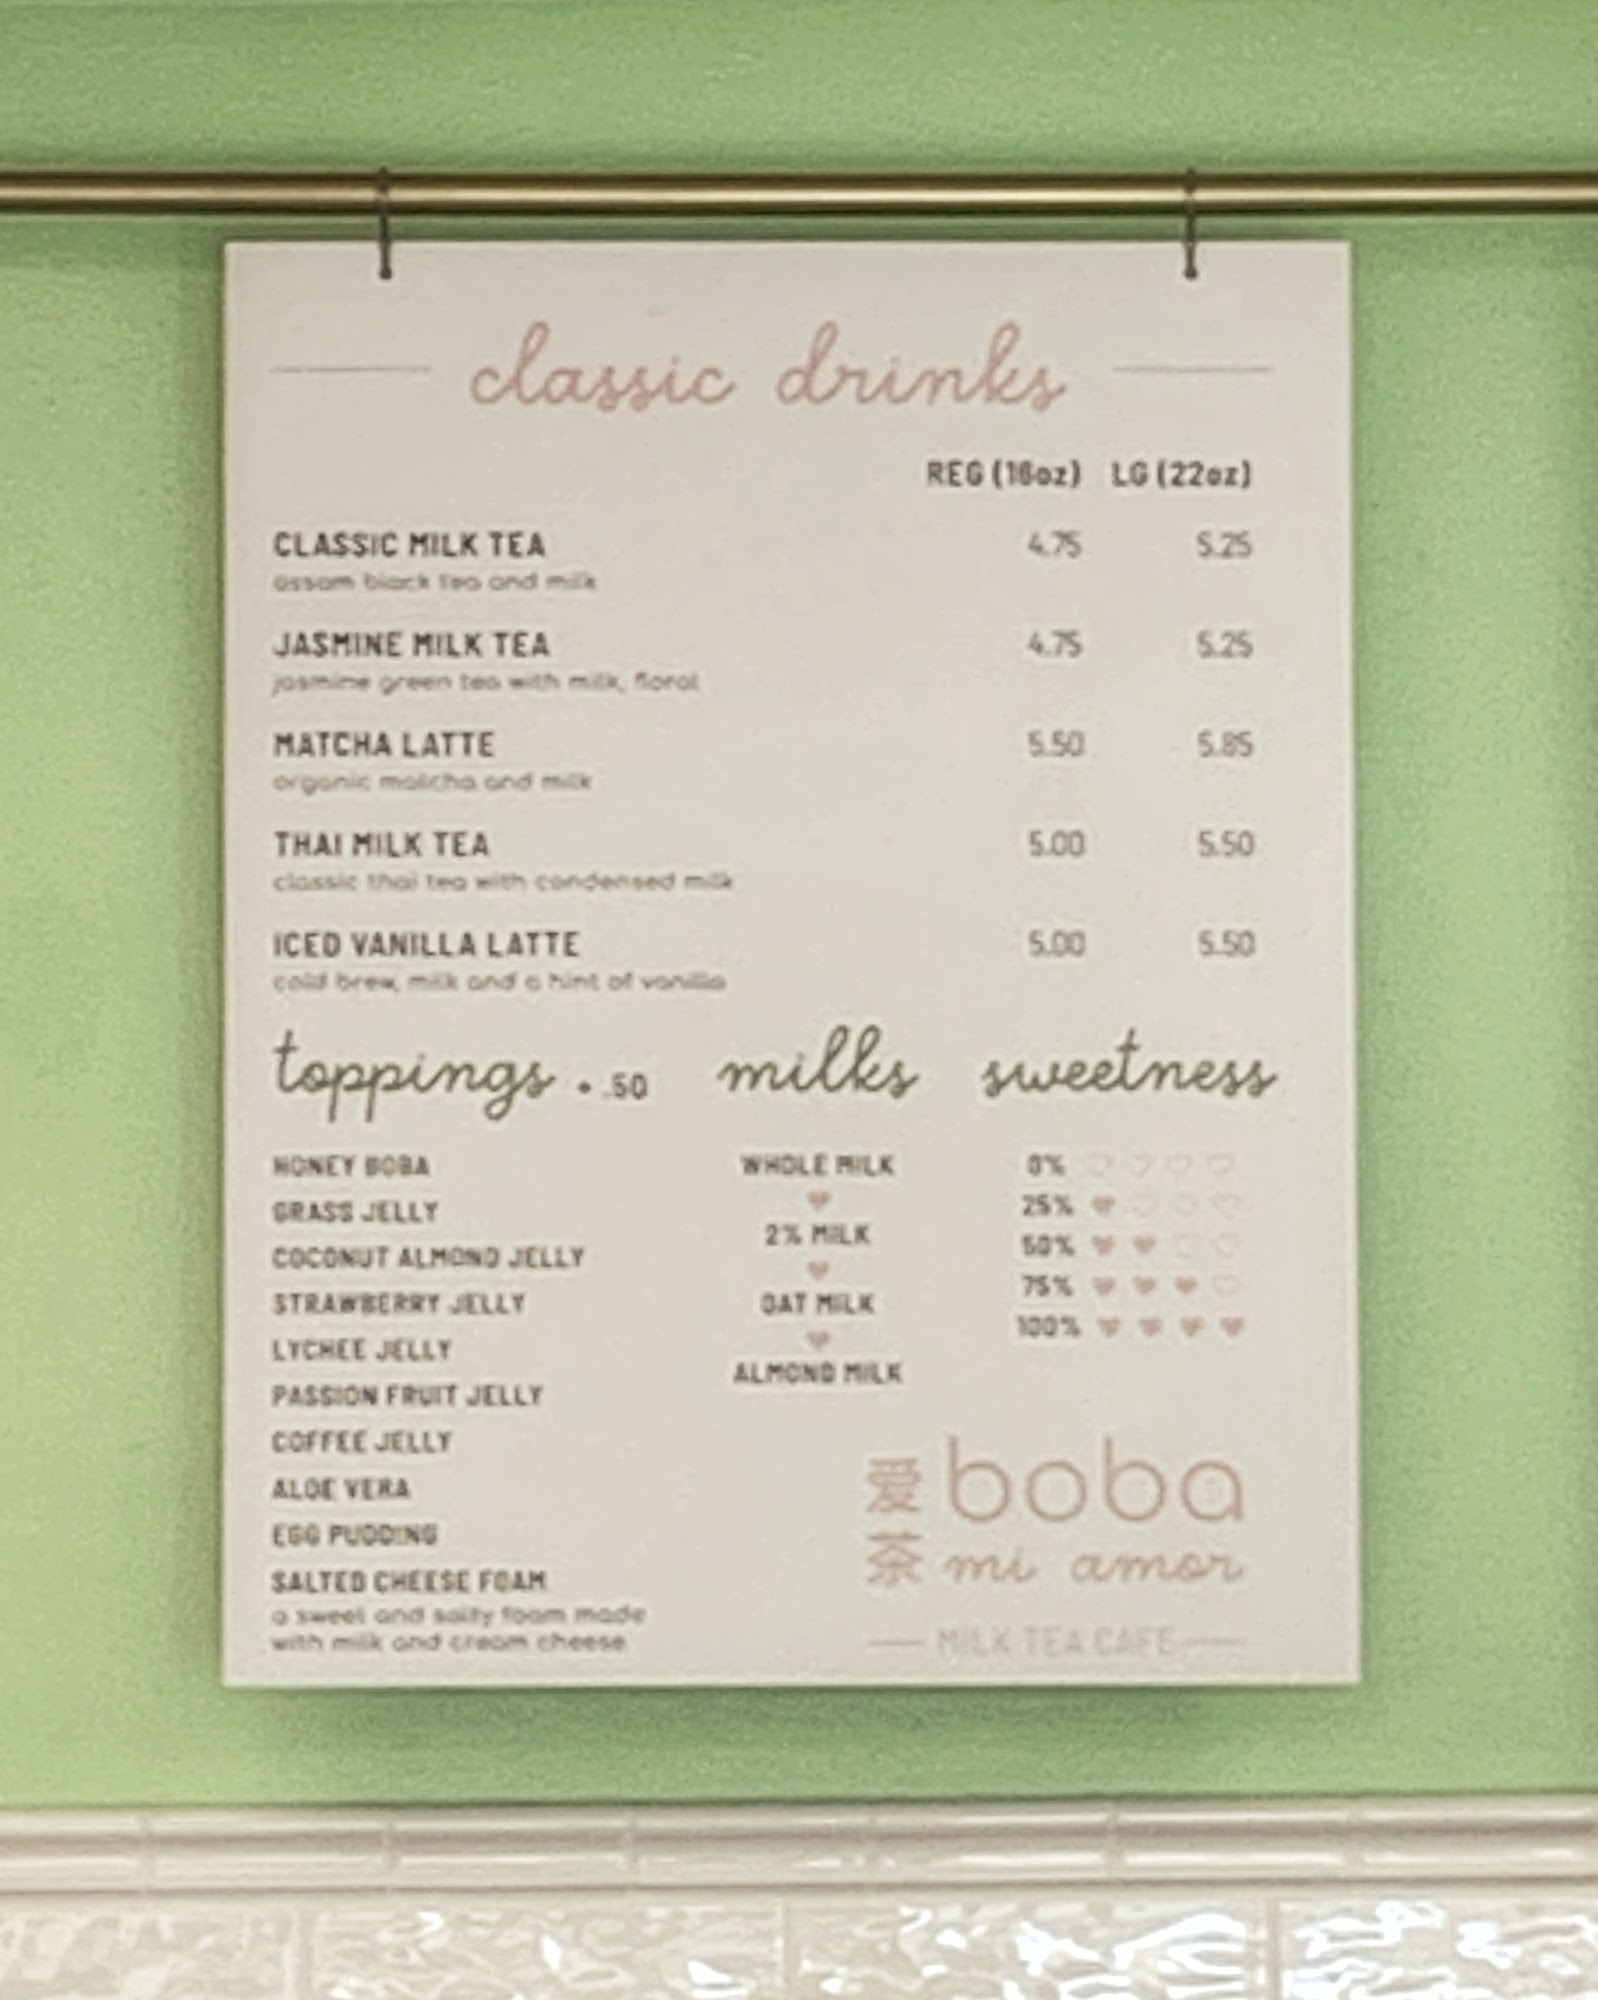 classic drinks
REG (16oz) LG (22oz)
CLASSIC MILK TEA 4.75 5.25
assam black tea and milk
JASMINE MILK TEA 4.75 5.25
jasmine green tea with milk, floral
MATCHA LATTE 5.50 5.85
organic matcha and milk
THAI MILK TEA 5.00 5.50
classic thai tea with condensed milk
ICED VANILLA LATTE 5.00 5.50
cold brew, milk and a hint of vanilla
toppings + .50
HONEY BOBA
GRASS JELLY
COCONUT ALMOND JELLY
STRAWBERRY JELLY
LYCHEE JELLY
PASSION FRUIT JELLY
COFFEE JELLY
ALOE VERA
EGG PUDDING
SALTED CHEESE FOAM
a sweet and salty foam made
with milk and cream cheese
milks
WHOLE MILK
2% MILK
OAT MILK
ALMOND MILK
sweetness
0%
25%
50%
75%
100%
爱 boba
茶 mi amor
MILK TEA CAFE